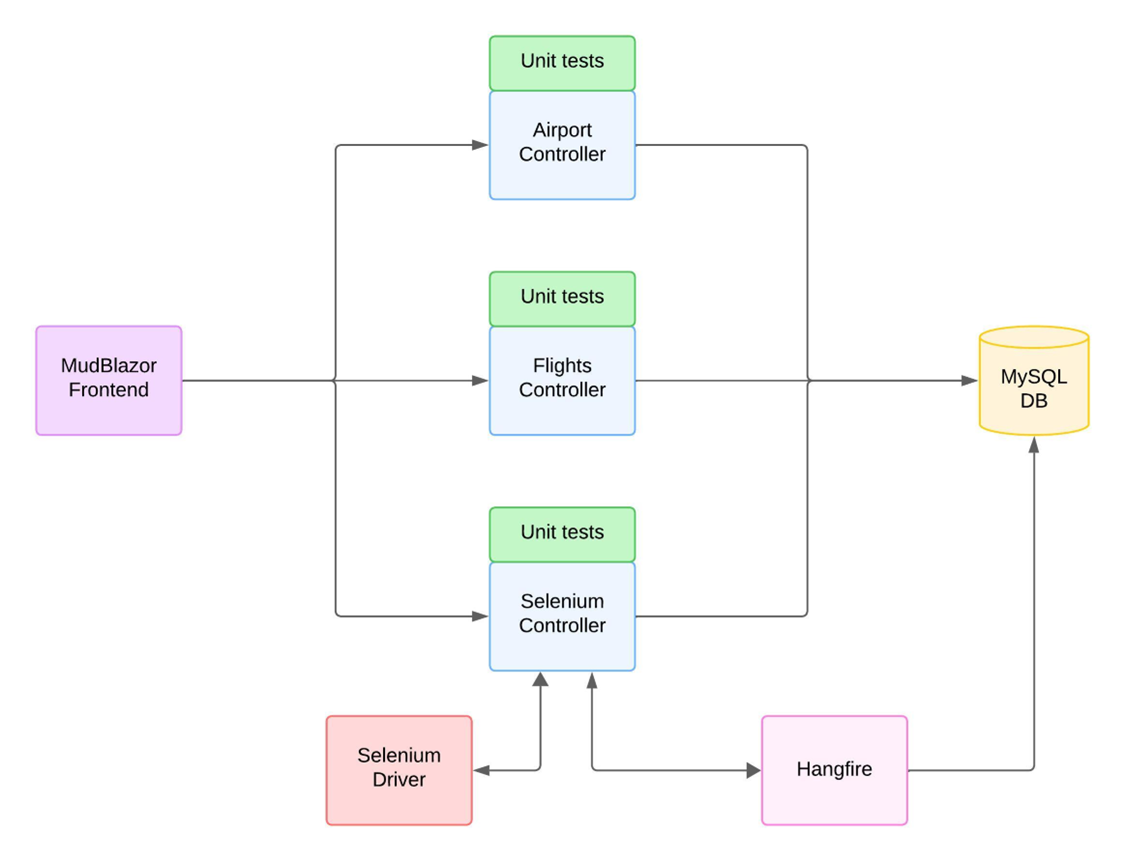 Unit tests
Airport
Controller
Unit tests
MudBlazor
Frontend
Flights
Controller
MySQL
DB
Unit tests
Selenium
Controller
Selenium
Driver
Hangfire